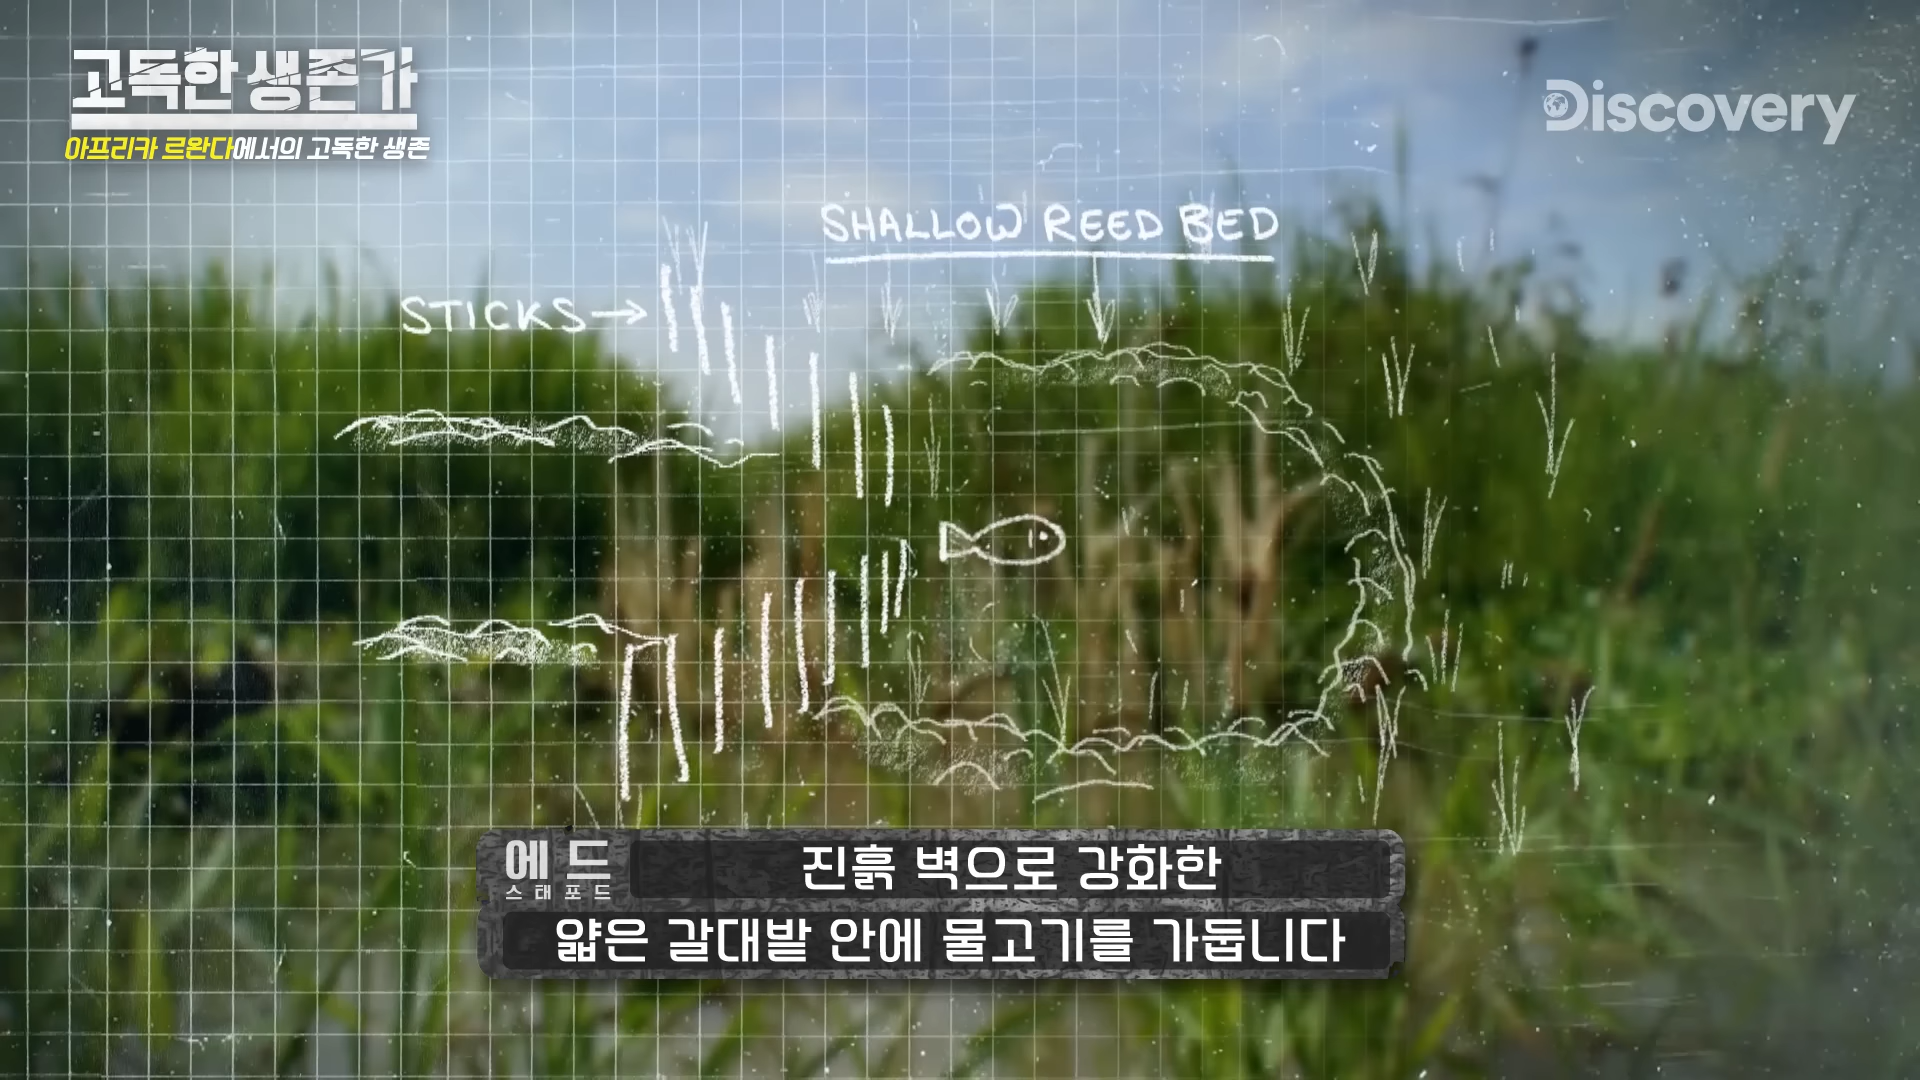 고독한 생존가
아프리카 르완다에서의 고독한 생존
Discovery
SHALLOW REED BED
STICKS→
에드
스태포드
진흙 벽으로 강화한
얇은 갈대밭 안에 물고기를 가둡니다